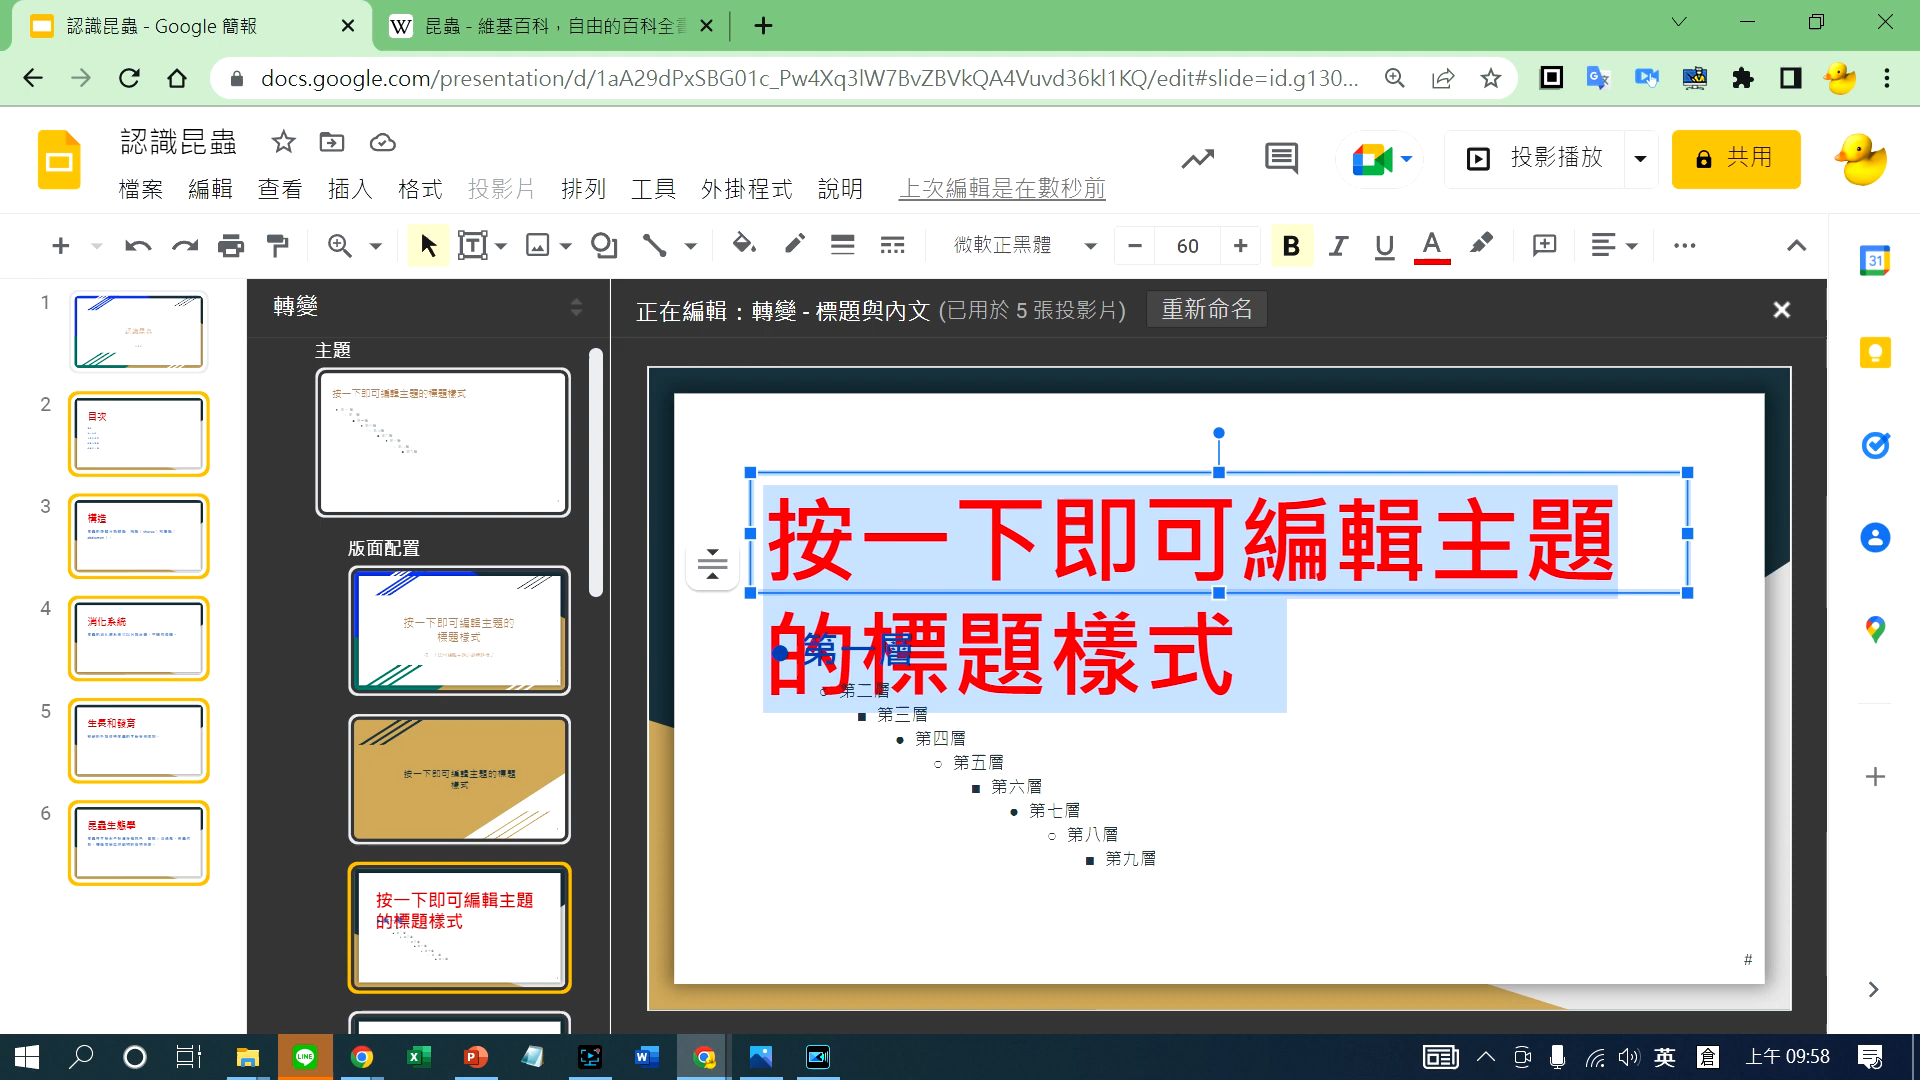 認識昆蟲 - Google 簡報
昆蟲 - 維基百科，自由的百科全書
docs.google.com/presentation/d/1aA29dPxSBG01c_Pw4Xq3lW7BvZBVkQA4Vuvd36kl1KQ/edit#slide=id.g130...
認識昆蟲
投影播放
共用
檔案 編輯 查看 插入 格式 投影片 排列 工具 外掛程式 說明 上次編輯是在數秒前
微軟正黑體
60
B I U A
31
1
2
目次
3
構造
4
消化系統
5
生長和發育
6
昆蟲生態學
轉變
主題
按一下即可編輯主題的標題樣式
版面配置
按一下即可編輯主題的
標題樣式
按一下即可編輯主題的標題
樣式
按一下即可編輯主題
的標題樣式
正在編輯：轉變 - 標題與內文 (已用於 5 張投影片)
重新命名
按一下即可編輯主題
的標題樣式
● 第一層
○ 第二層
■ 第三層
● 第四層
○ 第五層
■ 第六層
● 第七層
○ 第八層
■ 第九層
#
LINE
英
倉
上午 09:58